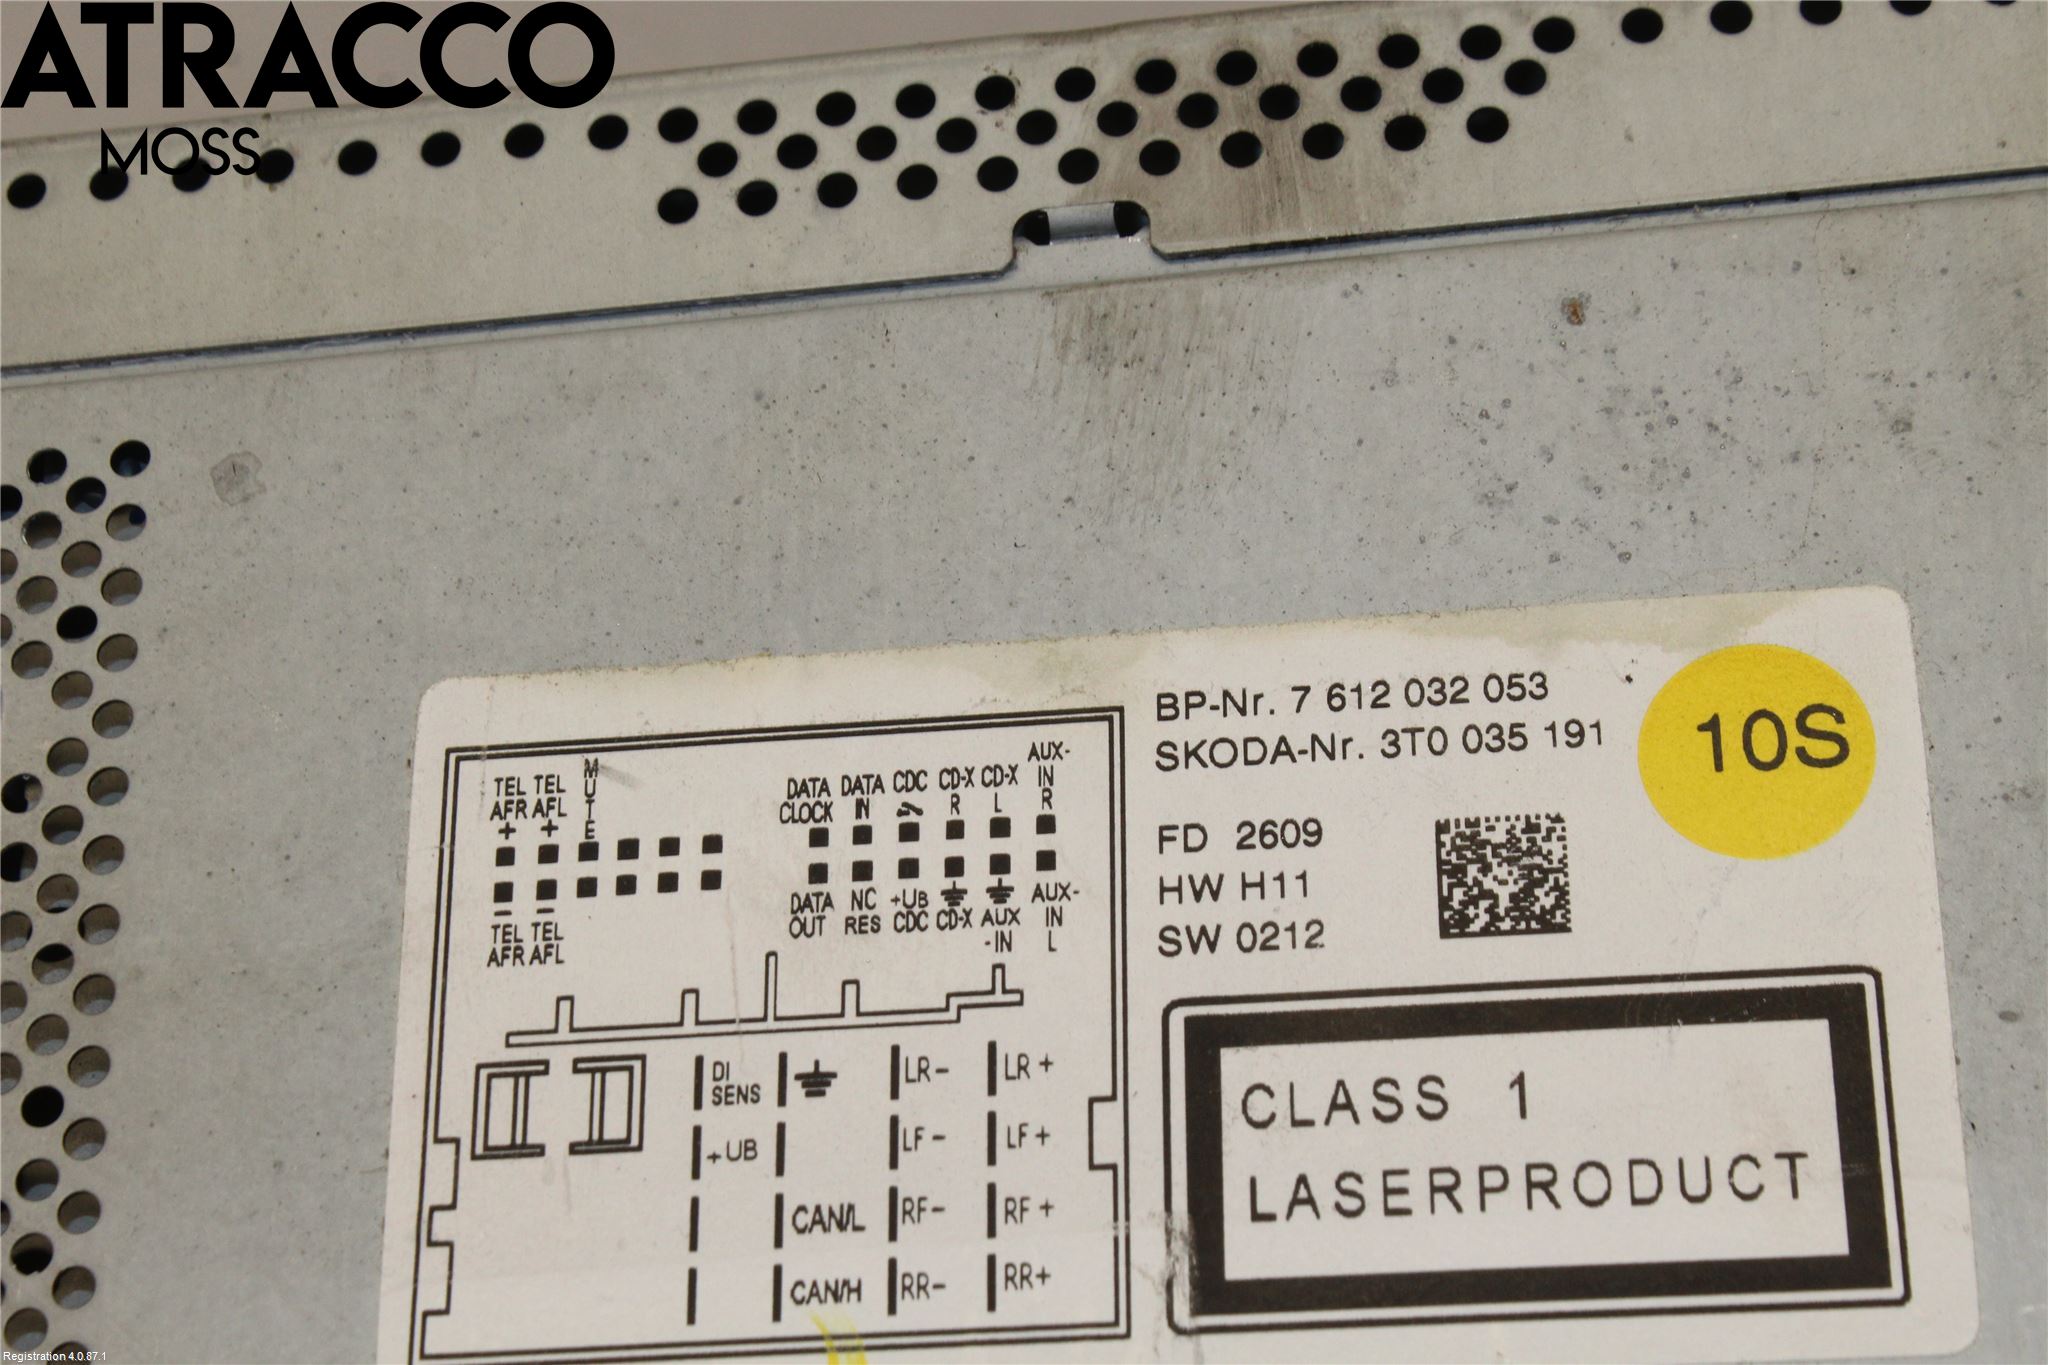 ATRACCO
MOSS
BP-Nr. 7 612 032 053
SKODA-Nr. 3T0 035 191
10S
FD 2609
HW H11
SW 0212
CLASS 1
LASERPRODUCT
TEL TEL MUTE
AFR AFL
+ +
- -
TEL TEL
AFR AFL
DATA DATA CDC CD-X CD-X AUX-
CLOCK IN R L IN
R
DATA NC +UB AUX-
OUT RES CDC CD-X AUX IN
-IN L
DI LR- LR+
SENS
+UB LF- LF+
CAN/L RF- RF+
CAN/H RR- RR+
Registration 4.0.87.1